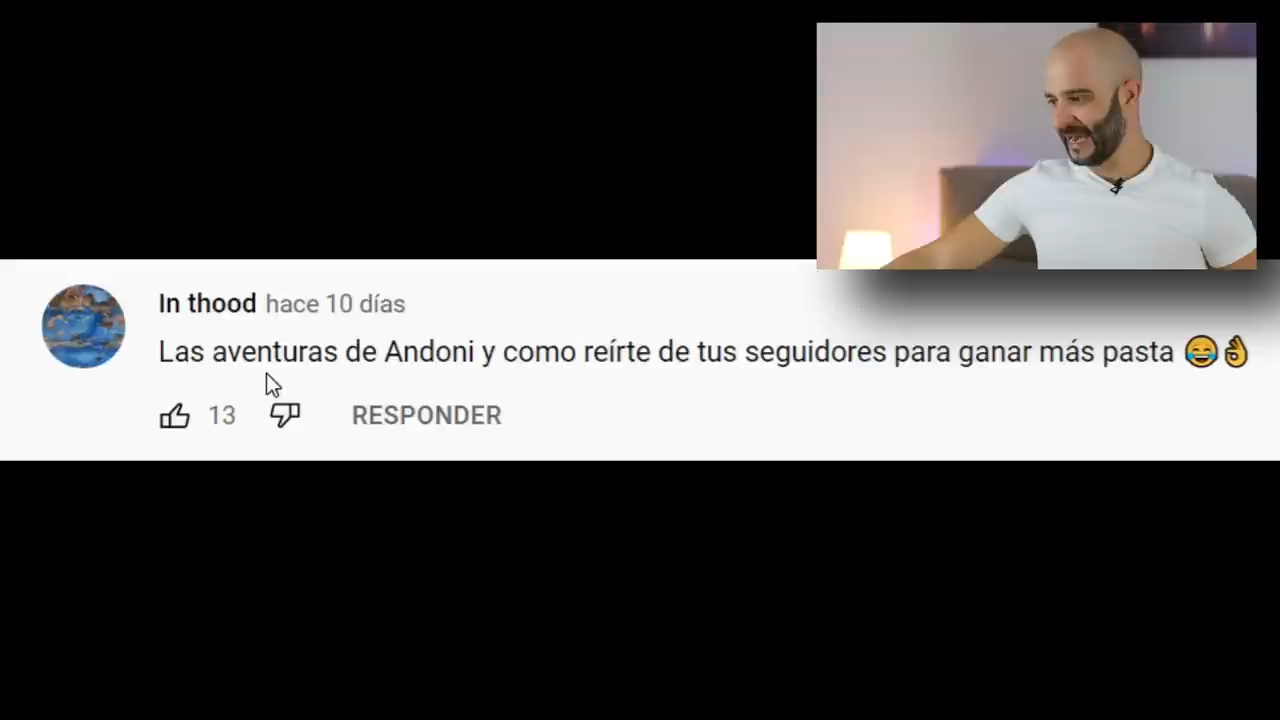 In thood hace 10 días
Las aventuras de Andoni y como reírte de tus seguidores para ganar más pasta 😂👌
13 RESPONDER